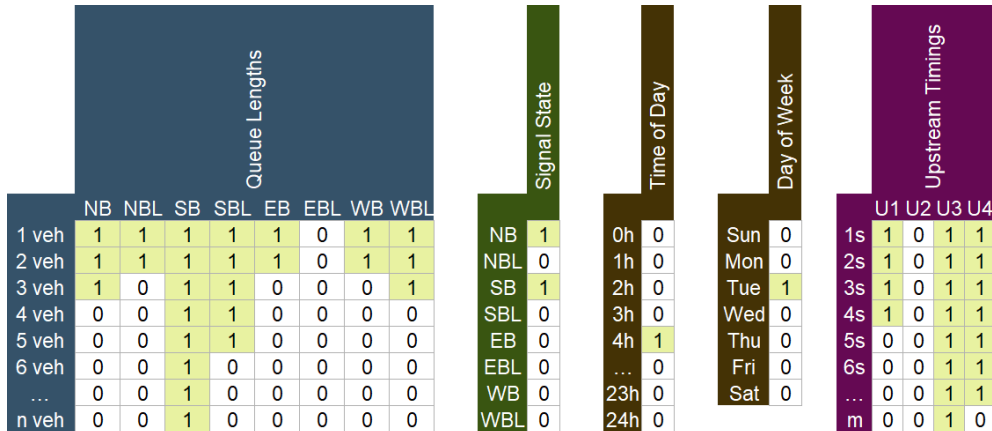 Queue Lengths
NB NBL SB SBL EB EBL WB WBL
1 veh 1 1 1 1 1 0 1 1
2 veh 1 1 1 1 1 0 1 1
3 veh 1 0 1 1 0 0 0 1
4 veh 0 0 1 1 0 0 0 0
5 veh 0 0 1 1 0 0 0 0
6 veh 0 0 1 0 0 0 0 0
... 0 0 1 0 0 0 0 0
n veh 0 0 1 0 0 0 0 0
Signal State
NB 1
NBL 0
SB 1
SBL 0
EB 0
EBL 0
WB 0
WBL 0
Time of Day
0h 0
1h 0
2h 0
3h 0
4h 1
... 0
23h 0
24h 0
Day of Week
Sun 0
Mon 0
Tue 1
Wed 0
Thu 0
Fri 0
Sat 0
Upstream Timings
U1 U2 U3 U4
1s 1 0 1 1
2s 1 0 1 1
3s 1 0 1 1
4s 1 0 1 1
5s 0 0 1 1
6s 0 0 1 1
... 0 0 1 1
m 0 0 1 0